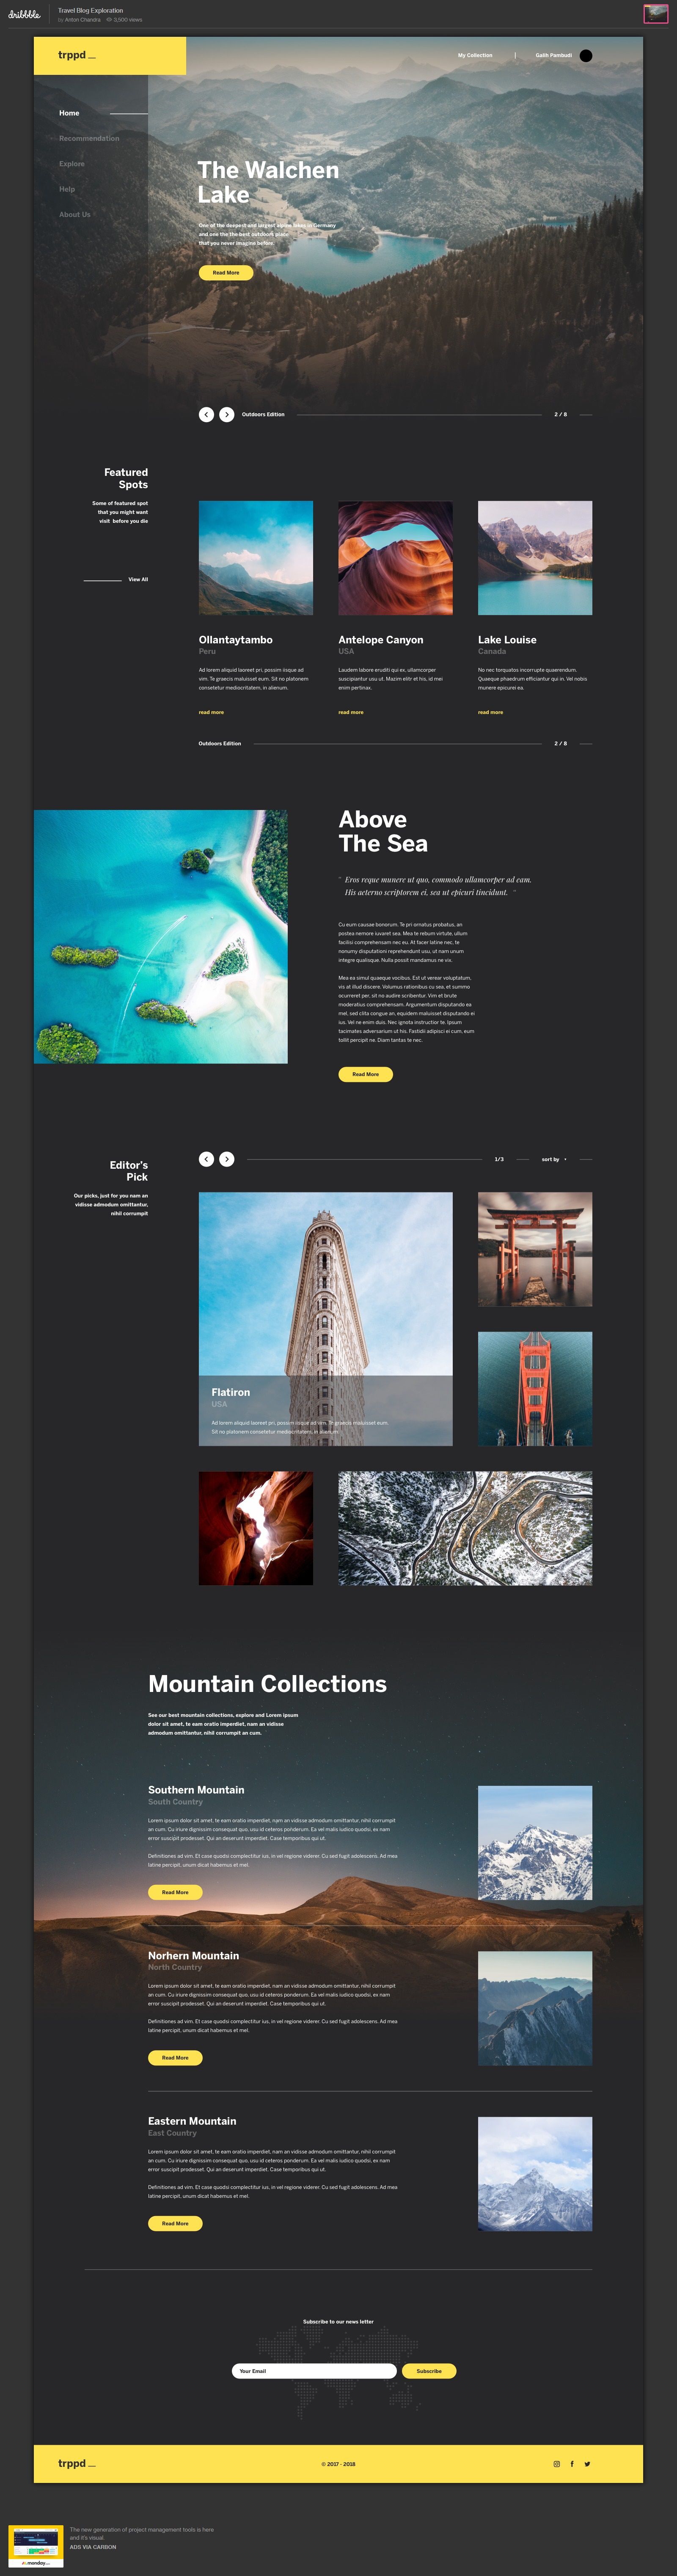 dribbble
Travel Blog Exploration
by Anton Chandra 3,500 views
trppd
My Collection
Galih Pambudi
Home
Recommendation
Explore
Help
About Us
The Walchen
Lake
One of the deepest and largest alpine lakes in Germany
and one the the best outdoors place
that you never imagine before
Read More
Outdoors Edition
2 / 8
Featured
Spots
Some of featured spot
that you might want
visit before you die
View All
Ollantaytambo
Peru
Ad lorem aliquid laoreet pri, possim iisque ad
vim. Te graecis maluisset eum. Sit no platonem
consetetur mediocritatem, in alienum.
read more
Antelope Canyon
USA
Laudem labore eruditi qui ex, ullamcorper
suscipiantur usu ut. Mazim elitr et his, id mei
enim pertinax.
read more
Lake Louise
Canada
No nec torquatos incorrupte quaerendum.
Quaeque phaedrum efficiantur qui in. Vel nobis
munere epicurei ea.
read more
Outdoors Edition
2 / 8
Above
The Sea
" Eros reque munere ut quo, commodo ullamcorper ad eam.
His aeterno scriptorem ei, sea ut epicuri tincidunt. "
Cu eum causae bonorum. Te pri ornatus probatus, an
postea nemore iuvaret sea. Mea te rebum virtute, ullum
facilisi comprehensam nec eu. At facer latine nec, te
nonumy disputationi reprehendunt usu, ut nam unum
integre qualisque. Nulla possit mandamus ne vix.
Mea ea simul quaeque vocibus. Est ut verear voluptatum,
vis at illud discere. Volumus rationibus cu sea, et summo
ocurreret per, sit no audire scribentur. Vim et brute
moderatius comprehensam. Argumentum disputando ea
mel, sed clita congue an, equidem maluisset disputando ei
ius. Vel ne enim duis. Nec ignota instructior te. Ipsum
tacimates adversarium ut his. Fastidii adipisci ei cum, eum
tollit percipit ne. Diam tantas te nec.
Read More
Editor's
Pick
Our picks, just for you nam an
vidisse admodum omittantur,
nihil corrumpit
1/3
sort by
Flatiron
USA
Ad lorem aliquid laoreet pri, possim iisque ad vim. Te graecis maluisset eum.
Sit no platonem consetetur mediocritatem, in alienum
Mountain Collections
See our best mountain collections, explore and Lorem ipsum
dolor sit amet, te eam oratio imperdiet, nam an vidisse
admodum omittantur, nihil corrumpit an cum.
Southern Mountain
South Country
Lorem ipsum dolor sit amet, te eam oratio imperdiet, nam an vidisse admodum omittantur, nihil corrumpit
an cum. Cu iriure dignissim consequat quo, usu id ceteros ponderum. Ea vel malis iudico quodsi, ex nam
error suscipit prodesset. Qui an deserunt imperdiet. Case temporibus qui ut.
Definitiones ad vim. Et case quodsi complectitur ius, in vel regione viderer. Cu sed fugit adolescens. Ad mea
latine percipit, unum dicat habemus et mel.
Read More
Norhern Mountain
North Country
Lorem ipsum dolor sit amet, te eam oratio imperdiet, nam an vidisse admodum omittantur, nihil corrumpit
an cum. Cu iriure dignissim consequat quo, usu id ceteros ponderum. Ea vel malis iudico quodsi, ex nam
error suscipit prodesset. Qui an deserunt imperdiet. Case temporibus qui ut.
Definitiones ad vim. Et case quodsi complectitur ius, in vel regione viderer. Cu sed fugit adolescens. Ad mea
latine percipit, unum dicat habemus et mel.
Read More
Eastern Mountain
East Country
Lorem ipsum dolor sit amet, te eam oratio imperdiet, nam an vidisse admodum omittantur, nihil corrumpit
an cum. Cu iriure dignissim consequat quo, usu id ceteros ponderum. Ea vel malis iudico quodsi, ex nam
error suscipit prodesset. Qui an deserunt imperdiet. Case temporibus qui ut.
Definitiones ad vim. Et case quodsi complectitur ius, in vel regione viderer. Cu sed fugit adolescens. Ad mea
latine percipit, unum dicat habemus et mel.
Read More
Subscribe to our news letter
Your Email
Subscribe
trppd
© 2017 - 2018
The new generation of project management tools is here
and it's visual
ADS VIA CARBON
monday.com